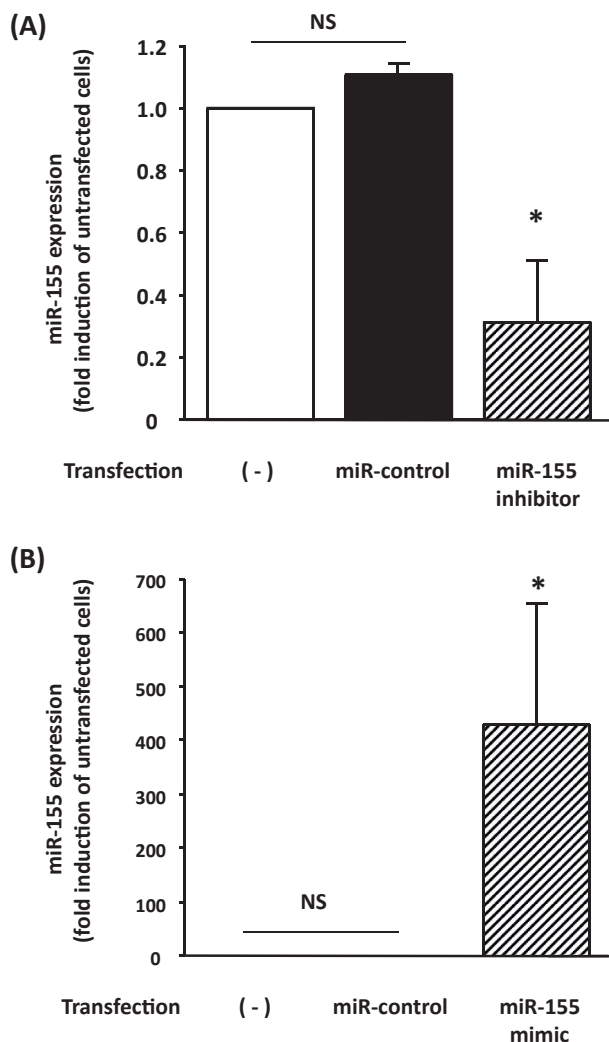 (A)
NS
miR-155 expression
(fold induction of untransfected cells)
1.2
1.0
0.8
0.6
0.4
0.2
0
*
Transfection ( - ) miR-control miR-155
inhibitor
(B)
miR-155 expression
(fold induction of untransfected cells)
700
600
500
400
300
200
100
0
*
NS
Transfection ( - ) miR-control miR-155
mimic